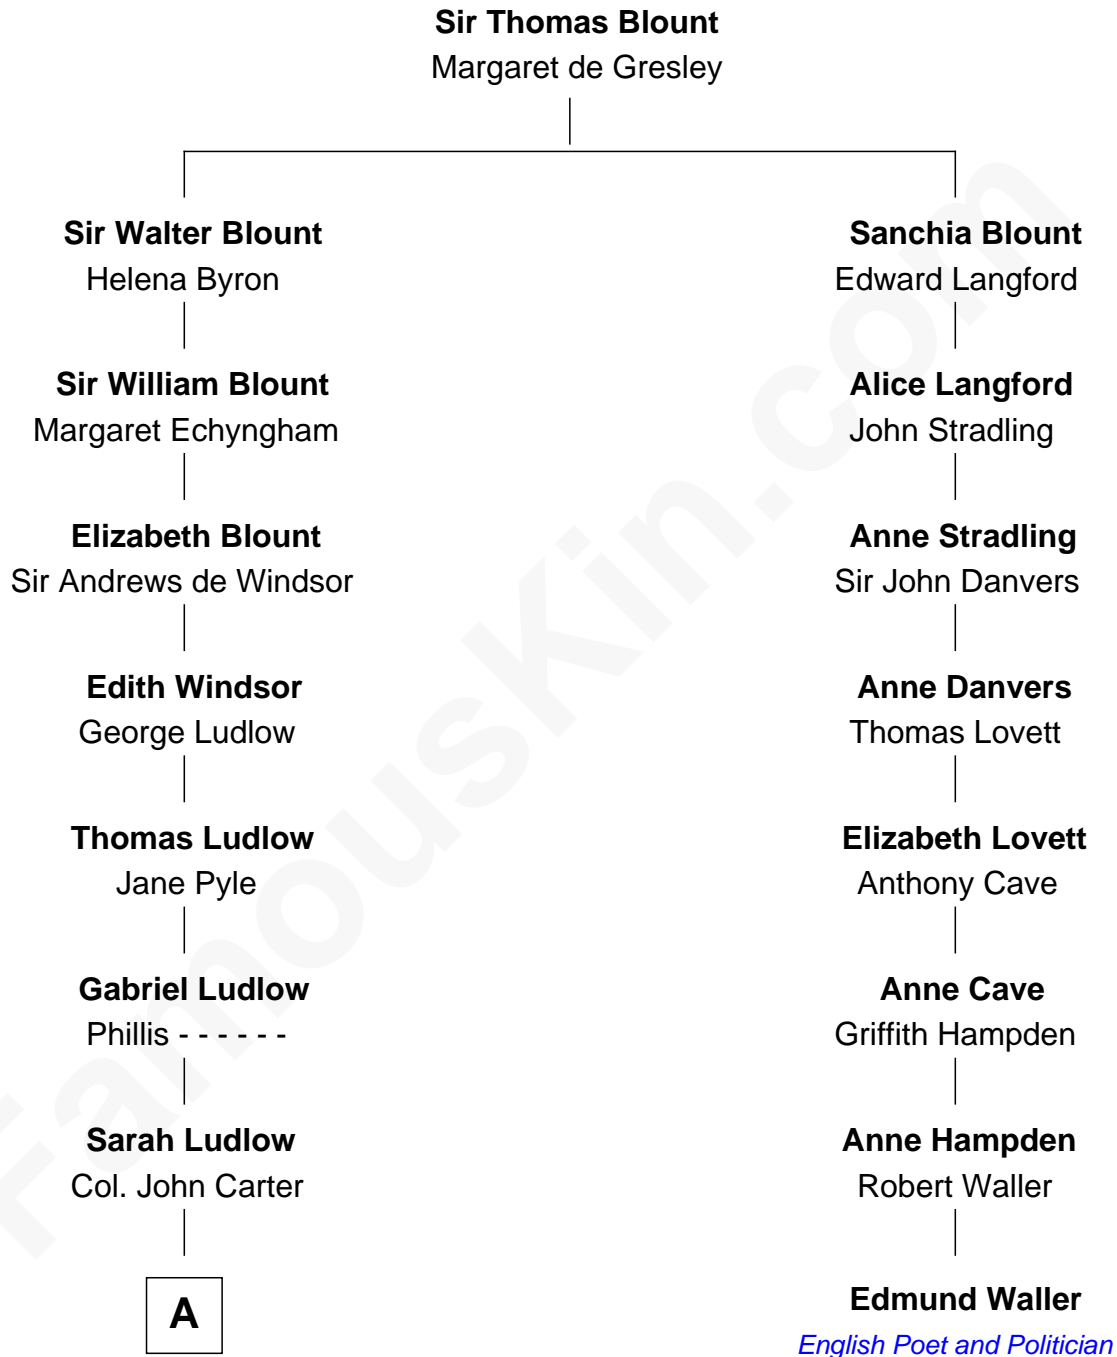 Sir Thomas Blount
Margaret de Gresley
Sir Walter Blount
Helena Byron
Sanchia Blount
Edward Langford
Sir William Blount
Margaret Echyngham
Alice Langford
John Stradling
Elizabeth Blount
Sir Andrews de Windsor
Anne Stradling
Sir John Danvers
Edith Windsor
George Ludlow
Anne Danvers
Thomas Lovett
Thomas Ludlow
Jane Pyle
Elizabeth Lovett
Anthony Cave
Gabriel Ludlow
Phillis - - - - - -
Anne Cave
Griffith Hampden
Sarah Ludlow
Col. John Carter
Anne Hampden
Robert Waller
A
Edmund Waller
English Poet and Politician
FamousKin.com